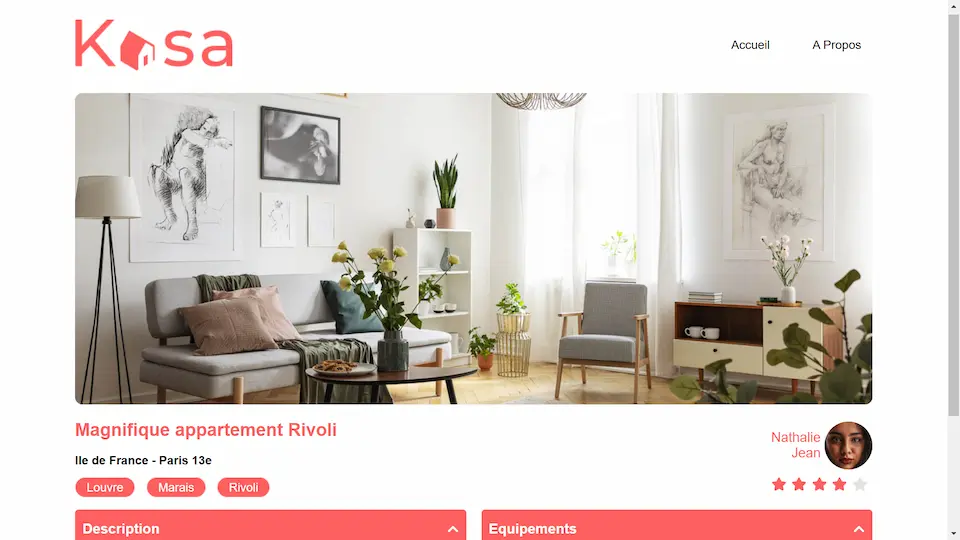 Kasa
Accueil
A Propos
Magnifique appartement Rivoli
Ile de France - Paris 13e
Louvre
Marais
Rivoli
Nathalie
Jean
Description
Equipements